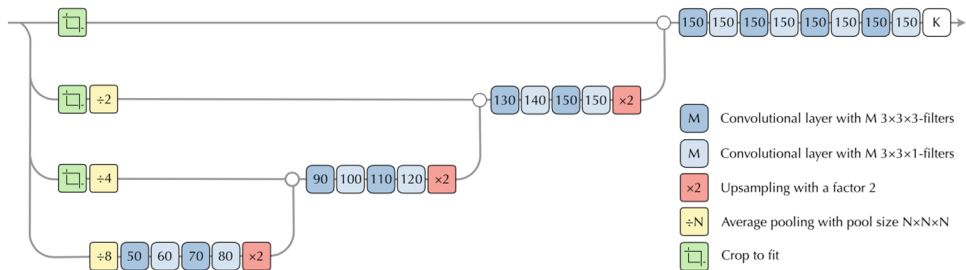 150 150 150 150 150 150 150 150 K
÷2 130 140 150 150 ×2
÷4 90 100 110 120 ×2
÷8 50 60 70 80 ×2
M Convolutional layer with M 3×3×3-filters
M Convolutional layer with M 3×3×1-filters
×2 Upsampling with a factor 2
÷N Average pooling with pool size N×N×N
Crop to fit